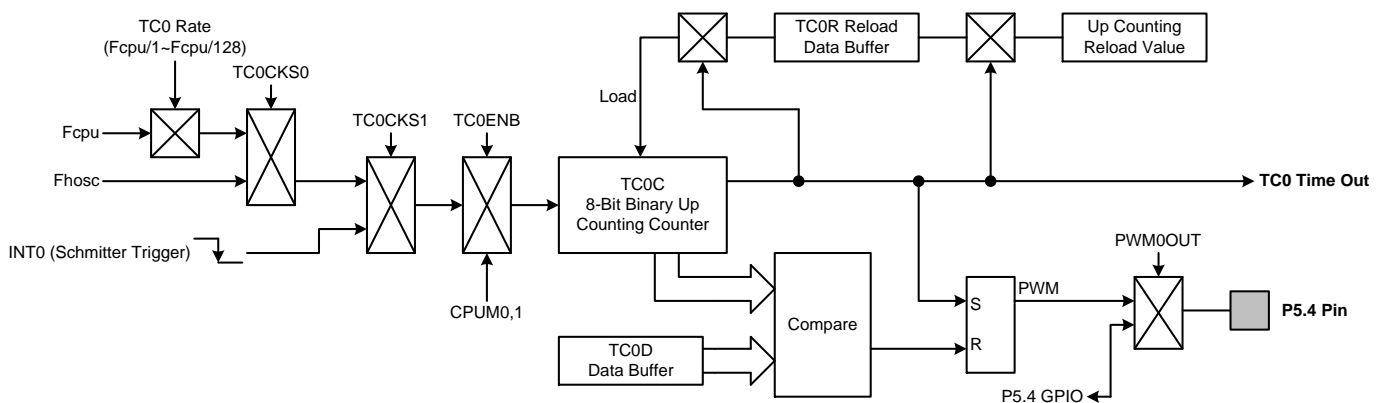 TC0 Rate
(Fcpu/1~Fcpu/128)
TC0CKS0
Fcpu
Fhosc
INT0 (Schmitter Trigger)
TC0CKS1
TC0ENB
CPUM0,1
Load
TC0R Reload
Data Buffer
Up Counting
Reload Value
TC0C
8-Bit Binary Up
Counting Counter
TC0 Time Out
TC0D
Data Buffer
Compare
S
R
PWM
PWM0OUT
P5.4 Pin
P5.4 GPIO